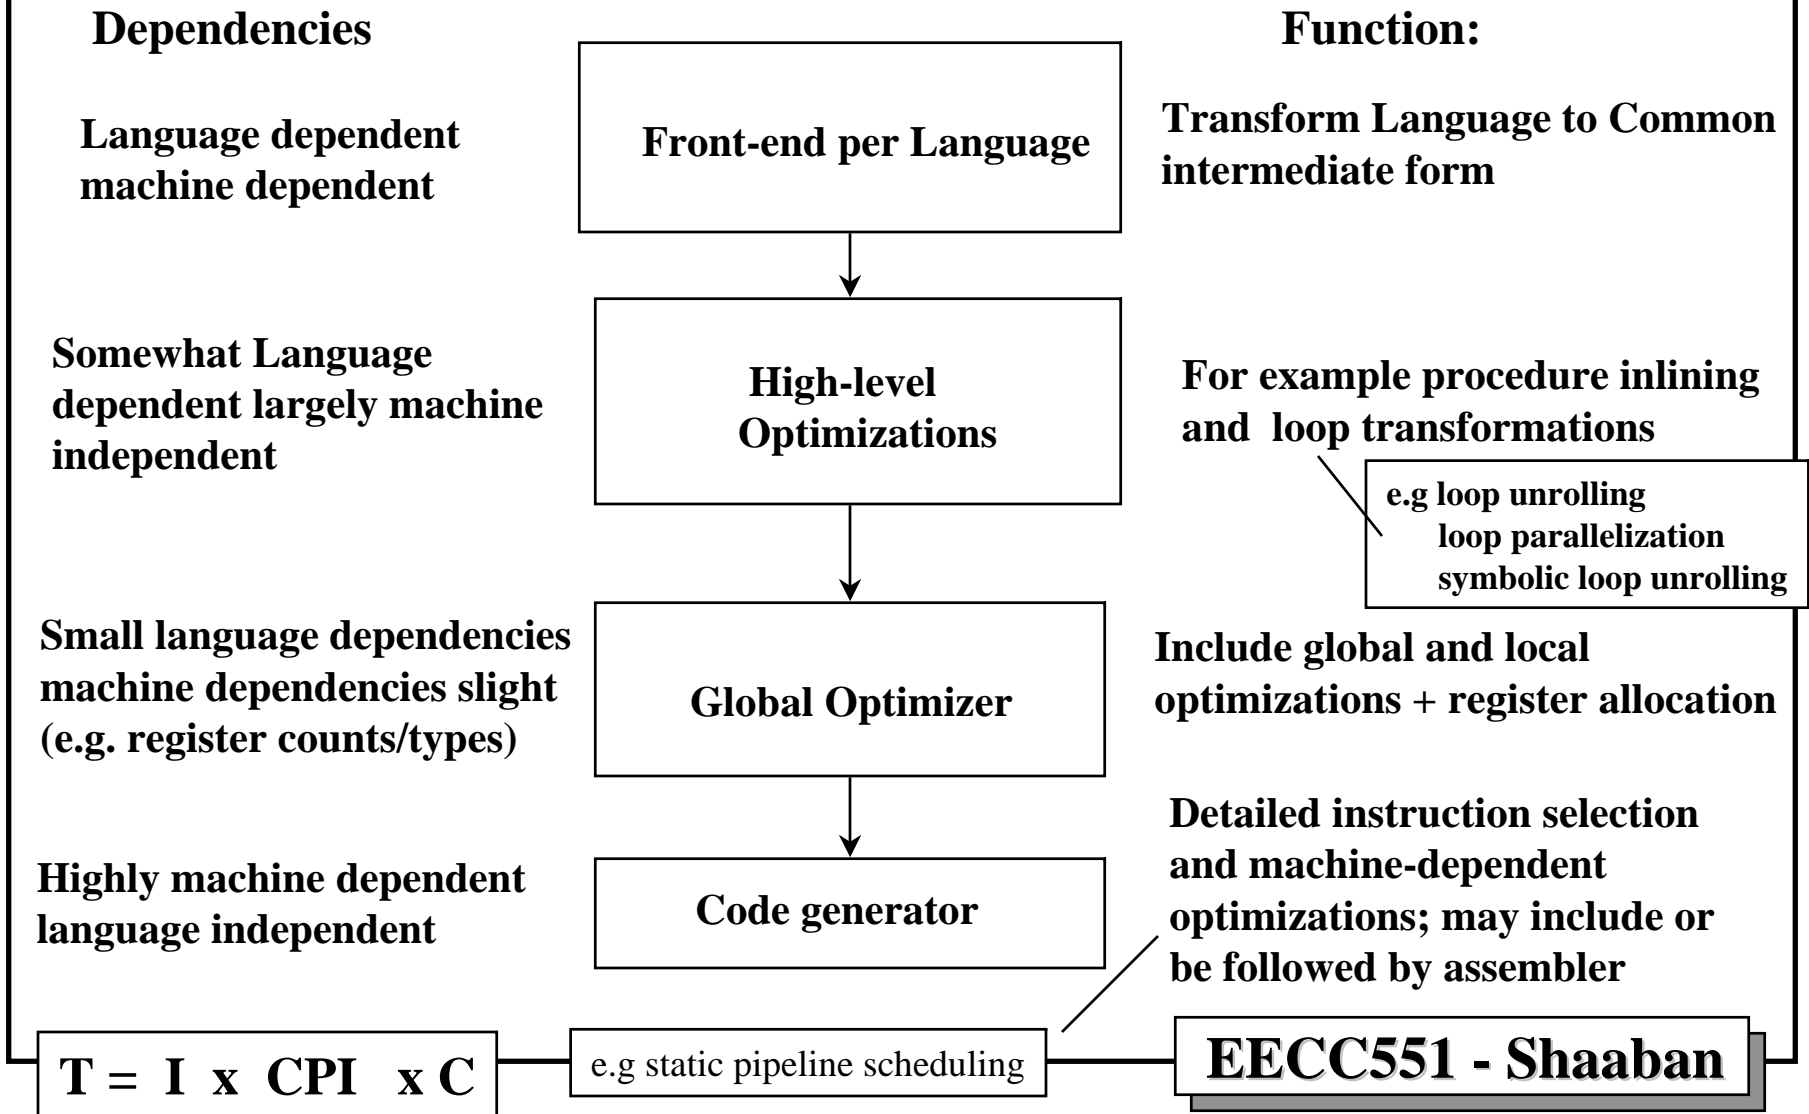 Dependencies
Function:
Language dependent
machine dependent
Front-end per Language
Transform Language to Common
intermediate form
Somewhat Language
dependent largely machine
independent
High-level
Optimizations
For example procedure inlining
and loop transformations
e.g loop unrolling
loop parallelization
symbolic loop unrolling
Small language dependencies
machine dependencies slight
(e.g. register counts/types)
Global Optimizer
Include global and local
optimizations + register allocation
Highly machine dependent
language independent
Code generator
Detailed instruction selection
and machine-dependent
optimizations; may include or
be followed by assembler
T = I x CPI x C
e.g static pipeline scheduling
EECC551 - Shaaban